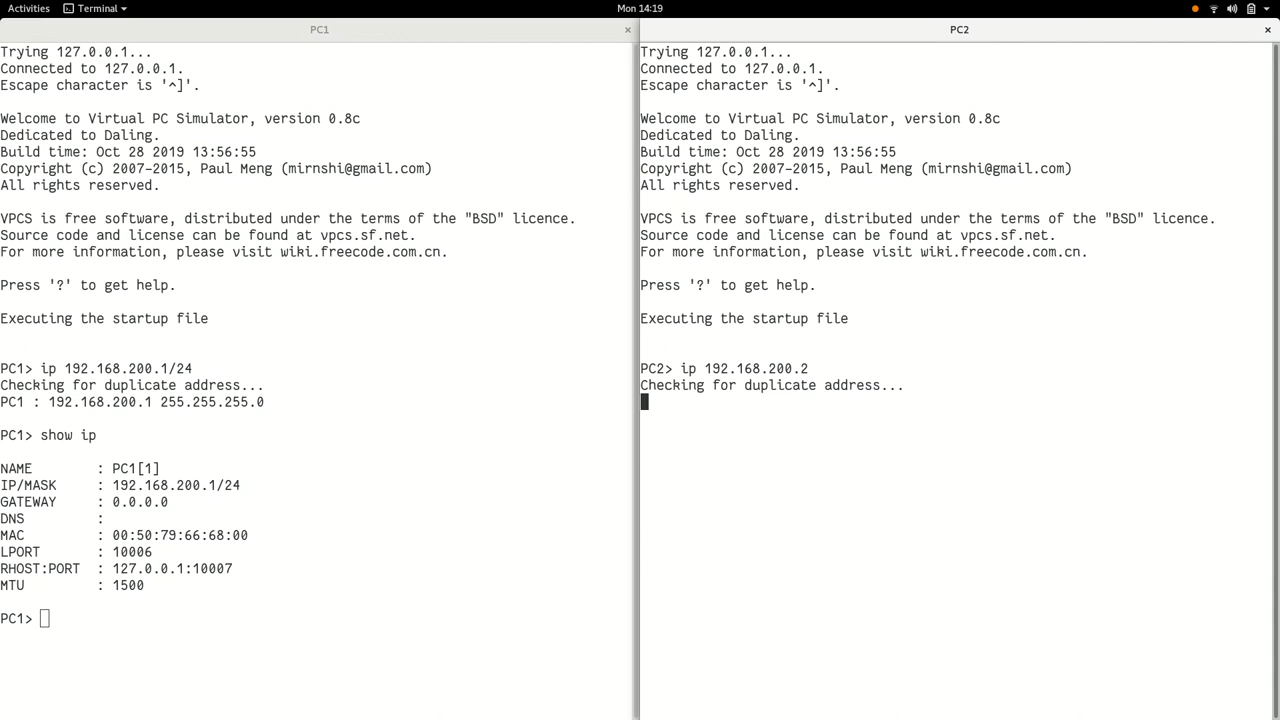 Activities Terminal Mon 14:19
PC1 ×
Trying 127.0.0.1...
Connected to 127.0.0.1.
Escape character is '^]'.
Welcome to Virtual PC Simulator, version 0.8c
Dedicated to Daling.
Build time: Oct 28 2019 13:56:55
Copyright (c) 2007-2015, Paul Meng (mirnshi@gmail.com)
All rights reserved.
VPCS is free software, distributed under the terms of the "BSD" licence.
Source code and license can be found at vpcs.sf.net.
For more information, please visit wiki.freecode.com.cn.
Press '?' to get help.
Executing the startup file
PC1> ip 192.168.200.1/24
Checking for duplicate address...
PC1 : 192.168.200.1 255.255.255.0
PC1> show ip
NAME : PC1[1]
IP/MASK : 192.168.200.1/24
GATEWAY : 0.0.0.0
DNS :
MAC : 00:50:79:66:68:00
LPORT : 10006
RHOST:PORT : 127.0.0.1:10007
MTU : 1500
PC1>
PC2 ×
Trying 127.0.0.1...
Connected to 127.0.0.1.
Escape character is '^]'.
Welcome to Virtual PC Simulator, version 0.8c
Dedicated to Daling.
Build time: Oct 28 2019 13:56:55
Copyright (c) 2007-2015, Paul Meng (mirnshi@gmail.com)
All rights reserved.
VPCS is free software, distributed under the terms of the "BSD" licence.
Source code and license can be found at vpcs.sf.net.
For more information, please visit wiki.freecode.com.cn.
Press '?' to get help.
Executing the startup file
PC2> ip 192.168.200.2
Checking for duplicate address...